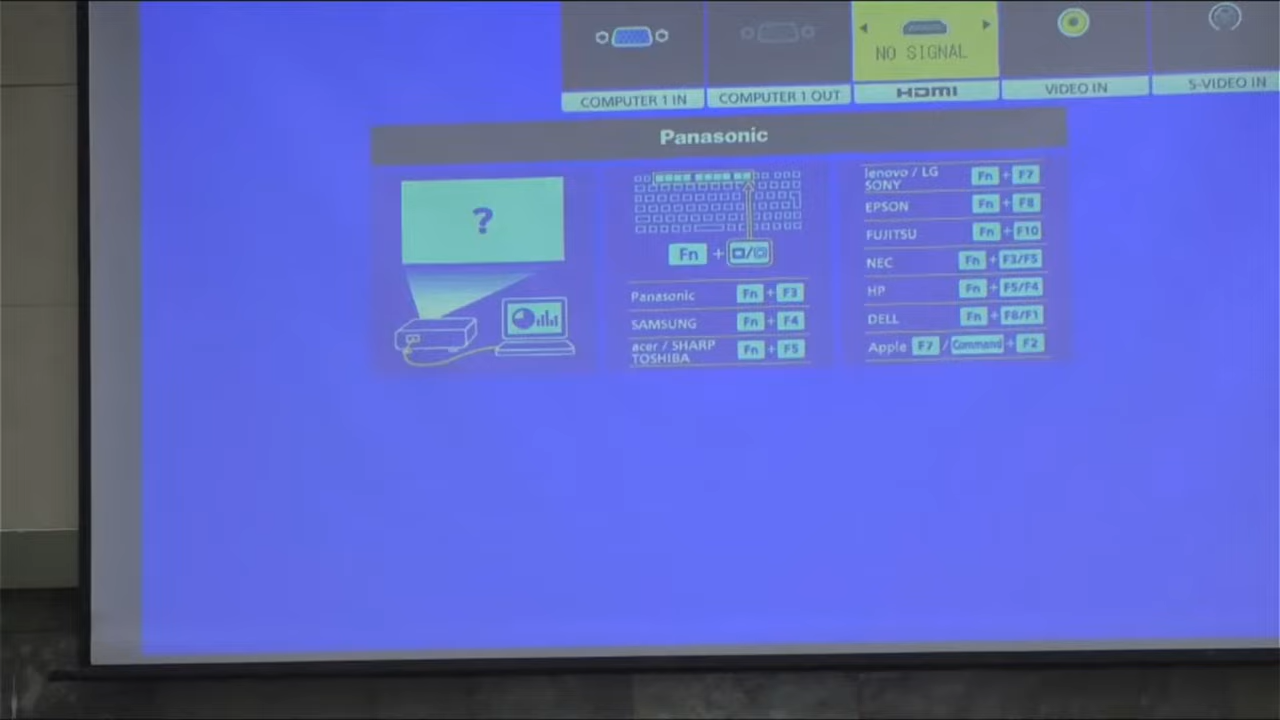 NO SIGNAL
COMPUTER 1 IN
COMPUTER 1 OUT
HDMI
VIDEO IN
S-VIDEO IN
Panasonic
?
Fn +
Panasonic Fn + F3
SAMSUNG Fn + F4
acer / SHARP
TOSHIBA Fn + F5
lenovo / LG
SONY Fn + F7
EPSON Fn + F8
FUJITSU Fn + F10
NEC Fn + F3/F5
HP Fn + F5/F4
DELL Fn + F8/F1
Apple F7 / Command + F2